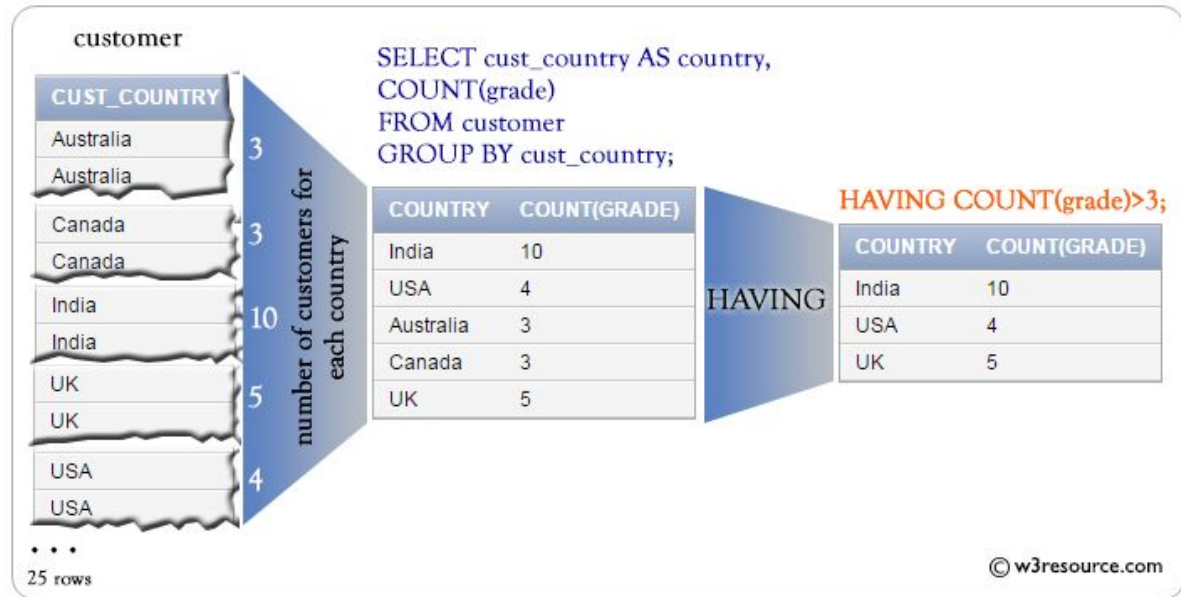 customer
CUST_COUNTRY
Australia
Australia
Canada
Canada
India
India
UK
UK
USA
USA
• • •
25 rows
3
3
10
5
4
number of customers for
each country
SELECT cust_country AS country,
COUNT(grade)
FROM customer
GROUP BY cust_country;
COUNTRY COUNT(GRADE)
India 10
USA 4
Australia 3
Canada 3
UK 5
HAVING
HAVING COUNT(grade)>3;
COUNTRY COUNT(GRADE)
India 10
USA 4
UK 5
© w3resource.com